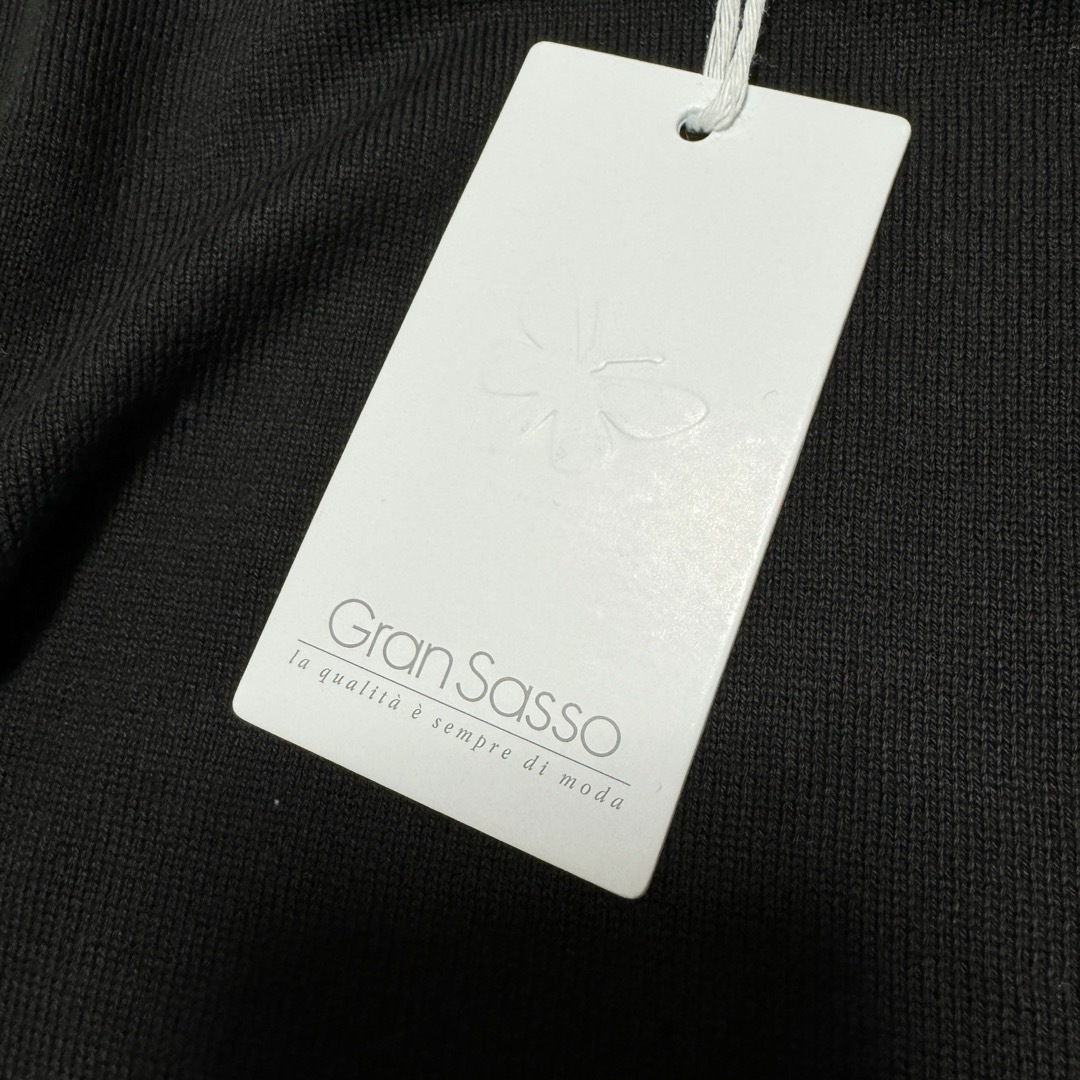 Gran Sasso
la qualità è sempre di moda